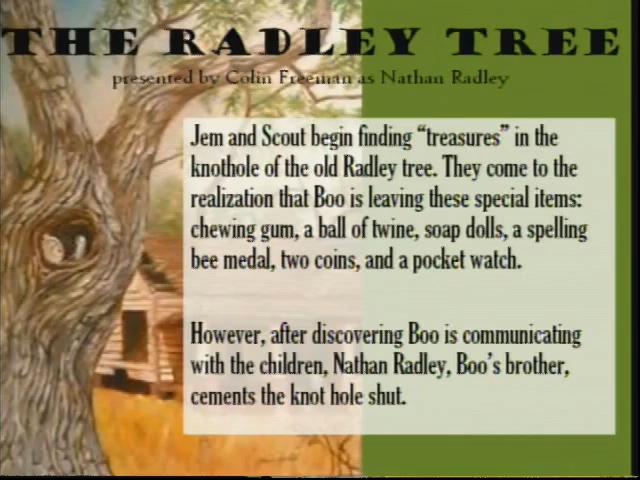 THE RADLEY TREE
presented by Colin Freeman as Nathan Radley
Jem and Scout begin finding “treasures” in the
knothole of the old Radley tree. They come to the
realization that Boo is leaving these special items:
chewing gum, a ball of twine, soap dolls, a spelling
bee medal, two coins, and a pocket watch.
However, after discovering Boo is communicating
with the children, Nathan Radley, Boo’s brother,
cements the knot hole shut.